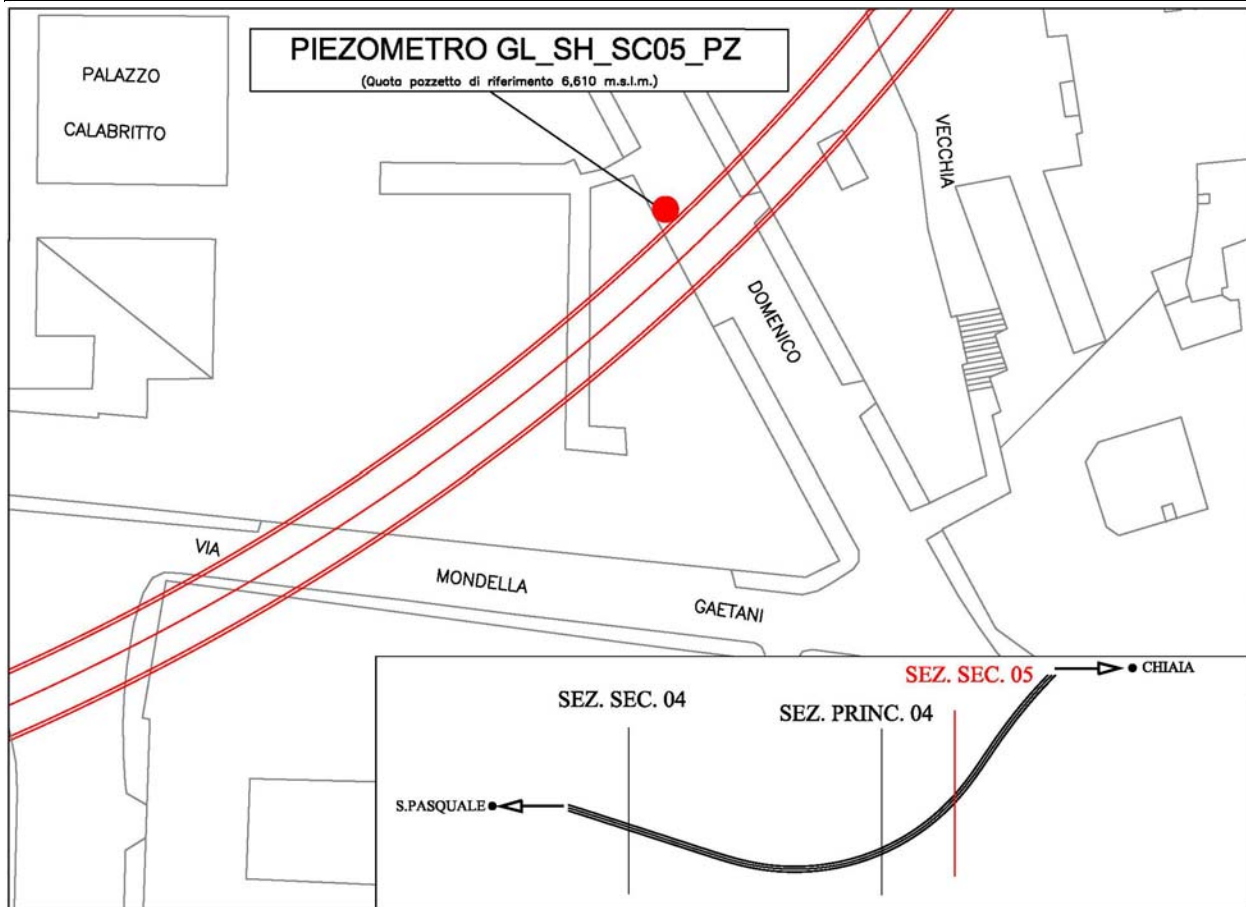 PIEZOMETRO GL_SH_SC05_PZ
(Quota pozzetto di riferimento 6,610 m.s.l.m.)
PALAZZO
CALABRITTO
VECCHIA
DOMENICO
VIA
MONDELLA
GAETANI
SEZ. SEC. 05
CHIAIA
SEZ. SEC. 04
SEZ. PRINC. 04
S.PASQUALE